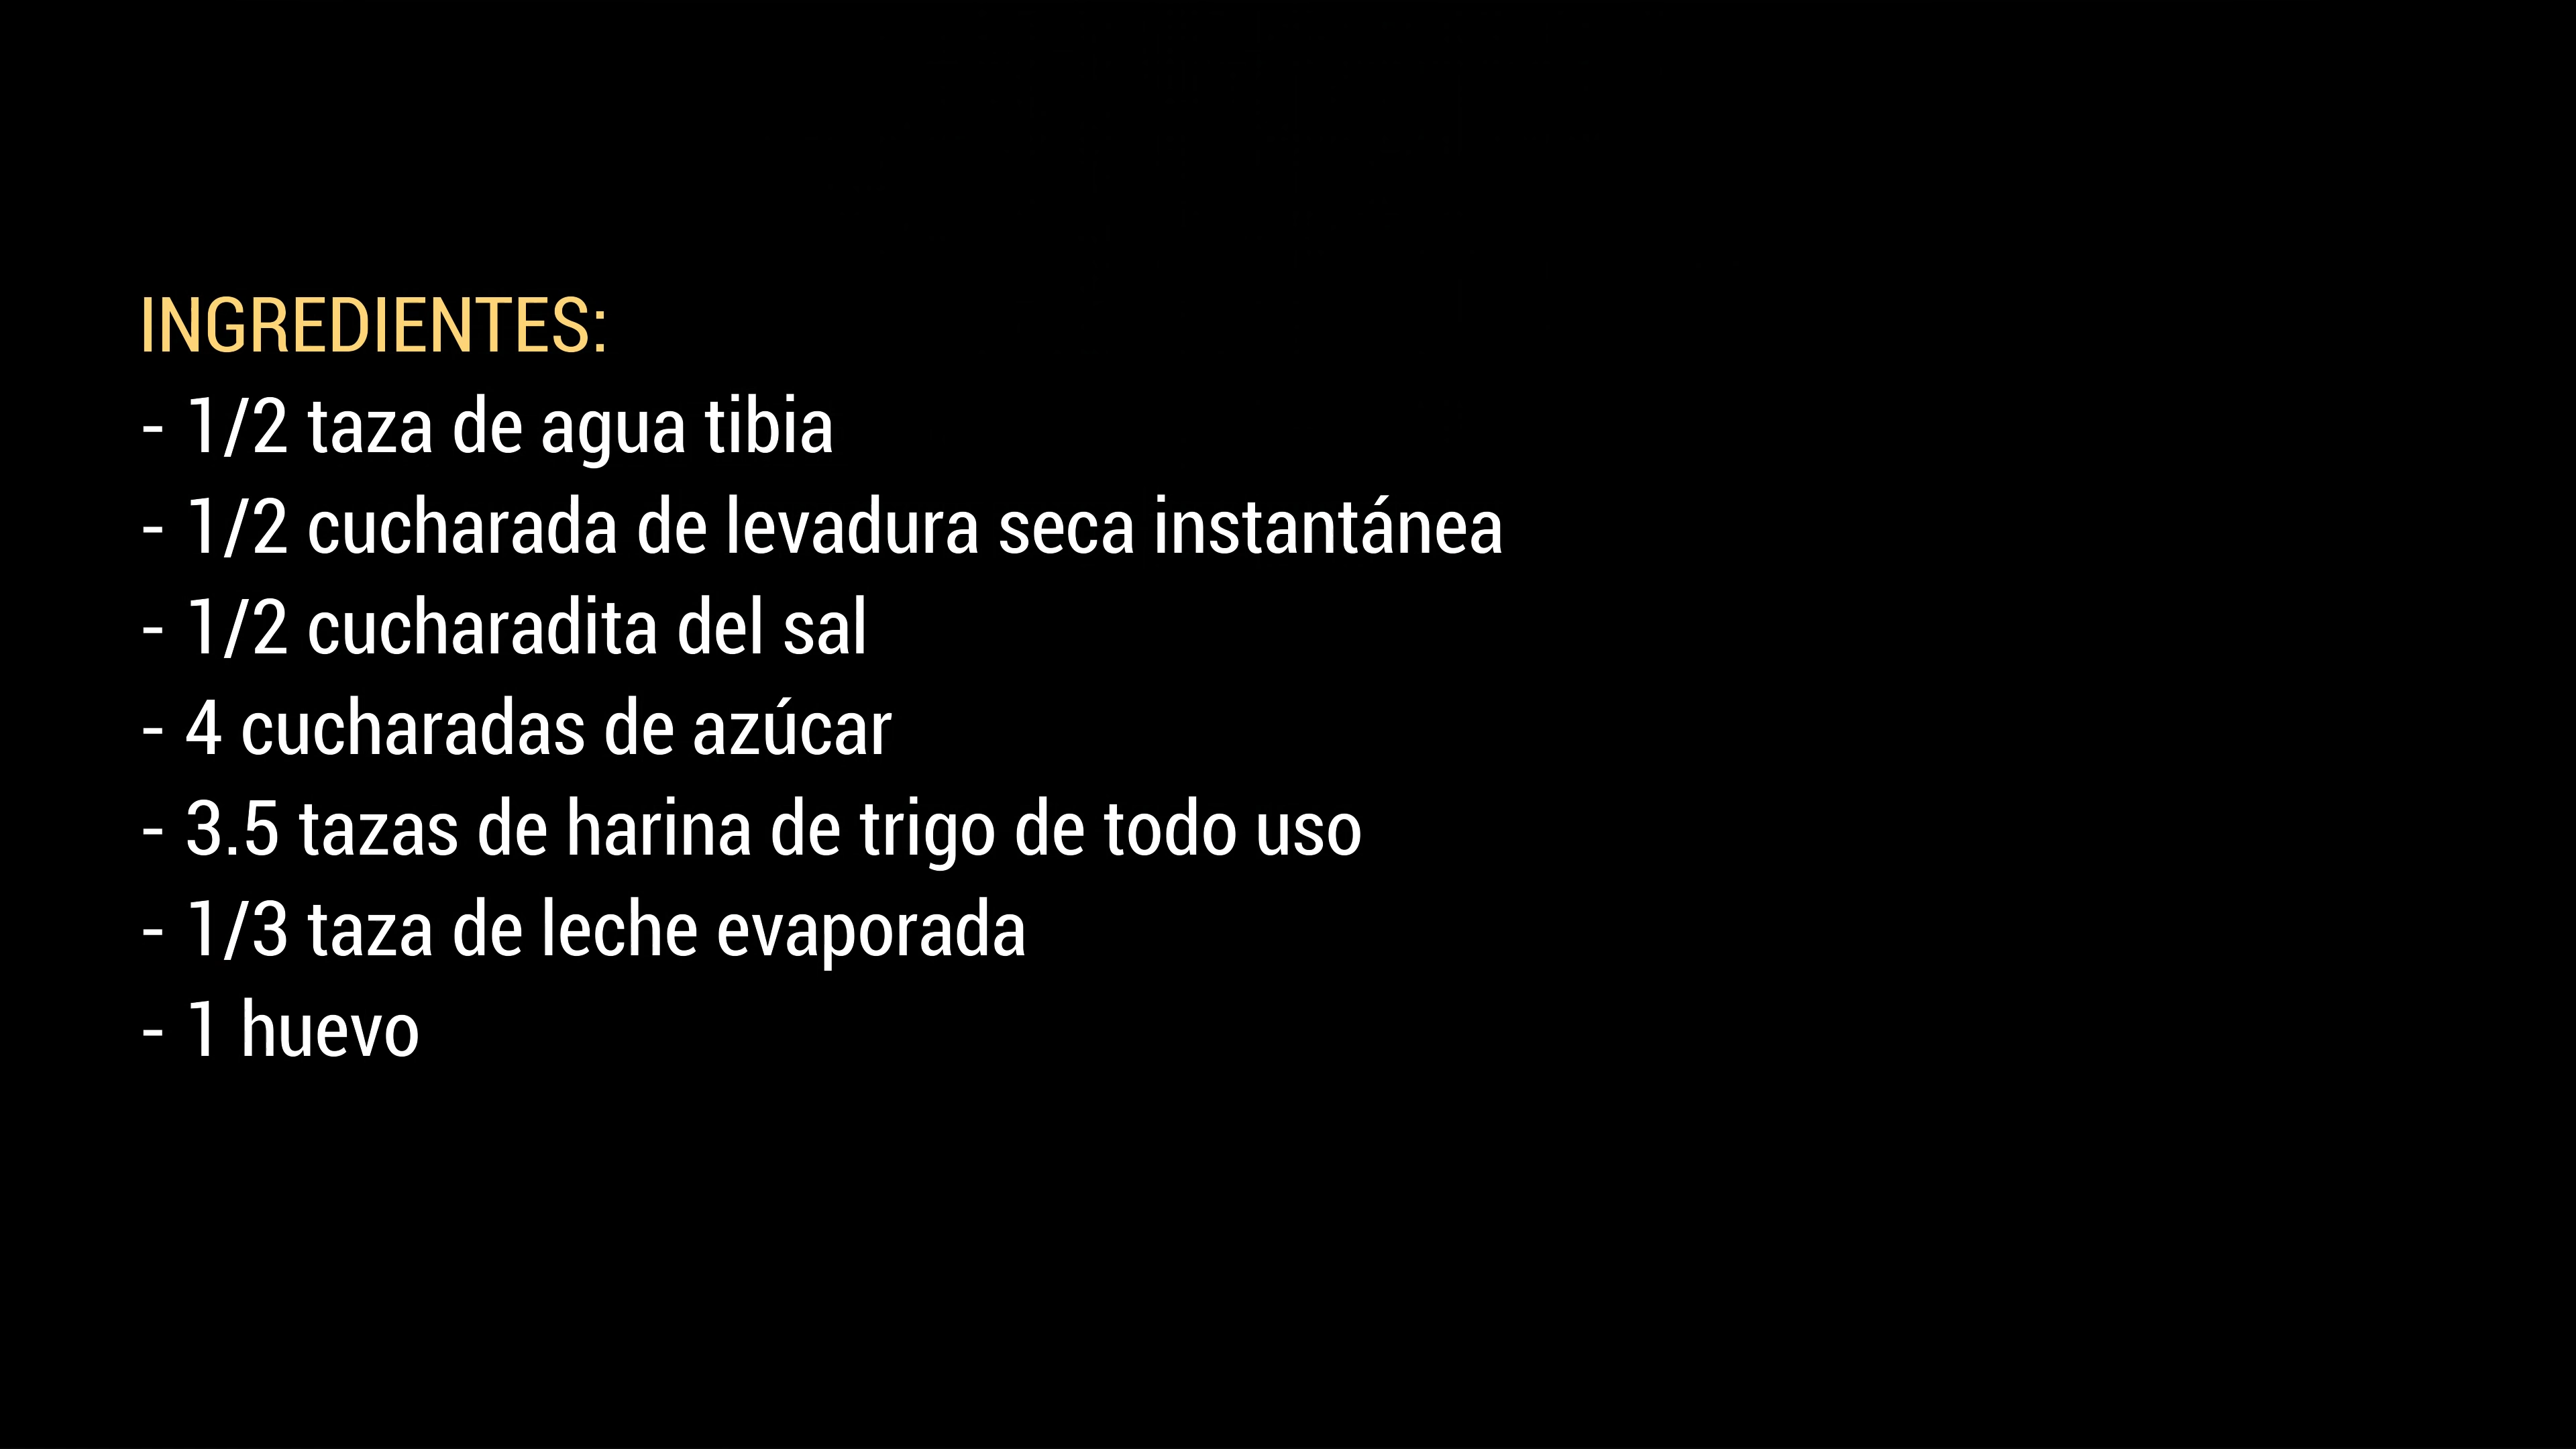 INGREDIENTES:
- 1/2 taza de agua tibia
- 1/2 cucharada de levadura seca instantánea
- 1/2 cucharadita del sal
- 4 cucharadas de azúcar
- 3.5 tazas de harina de trigo de todo uso
- 1/3 taza de leche evaporada
- 1 huevo